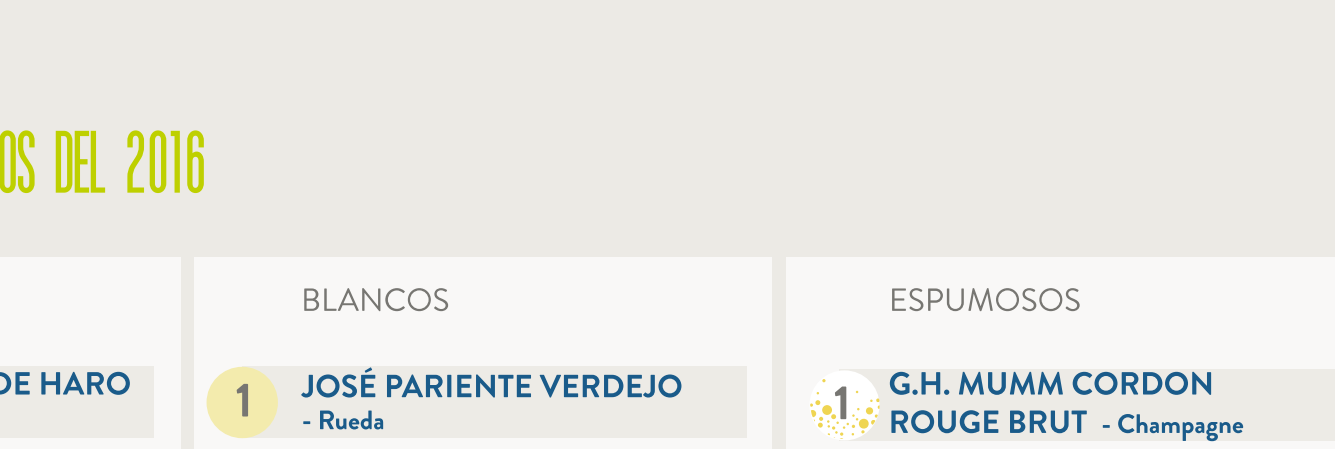 OS DEL 2016
BLANCOS
ESPUMOSOS
DE HARO
1
JOSÉ PARIENTE VERDEJO
- Rueda
1
G.H. MUMM CORDON
ROUGE BRUT - Champagne